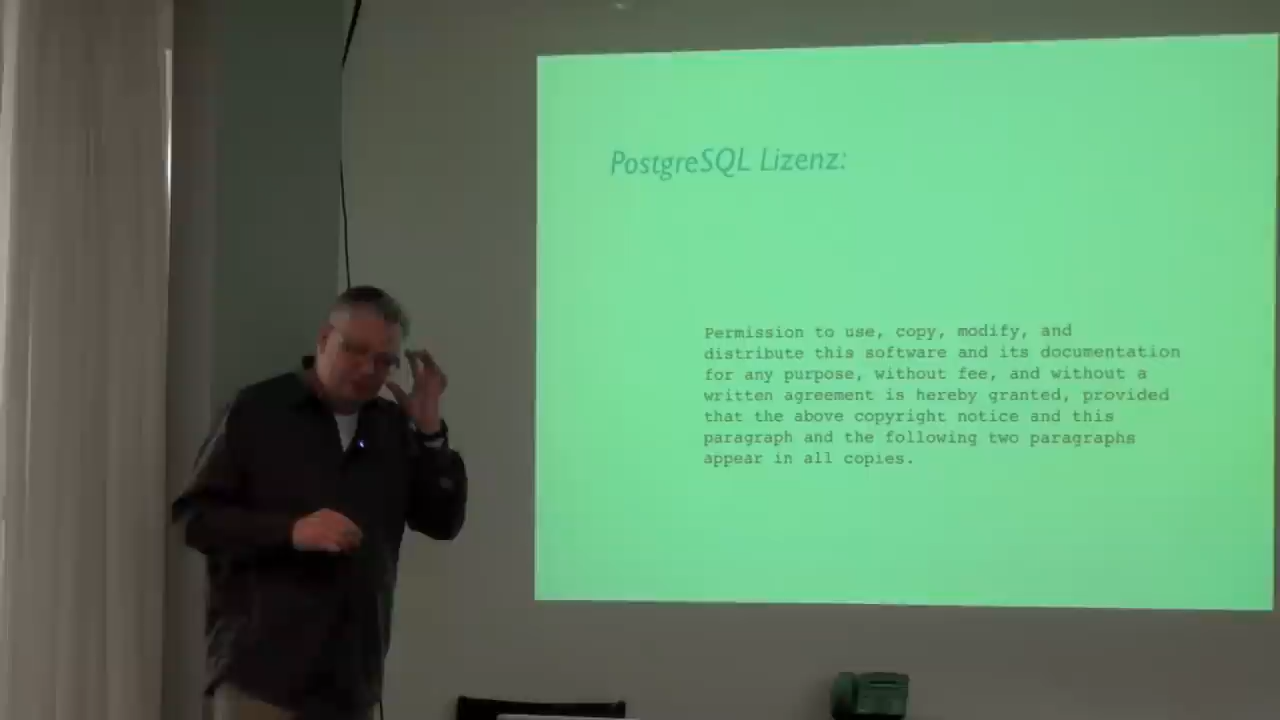 PostgreSQL Lizenz:
Permission to use, copy, modify, and
distribute this software and its documentation
for any purpose, without fee, and without a
written agreement is hereby granted, provided
that the above copyright notice and this
paragraph and the following two paragraphs
appear in all copies.